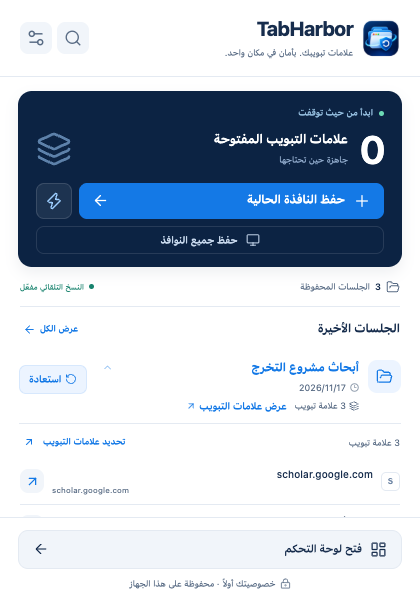 TabHarbor
علامات تبويبك. بأمان في مكان واحد.
ابدأ من حيث توقفت
0
علامات التبويب المفتوحة
جاهزة حين تحتاجها
حفظ النافذة الحالية
حفظ جميع النوافذ
3 الجلسات المحفوظة
النسخ التلقائي مفعّل
الجلسات الأخيرة
عرض الكل
أبحاث مشروع التخرج
2026/11/17
3 علامة تبويب
عرض علامات التبويب
استعادة
3 علامة تبويب
تحديد علامات التبويب
S
scholar.google.com
scholar.google.com
فتح لوحة التحكم
خصوصيتك أولاً · محفوظة على هذا الجهاز